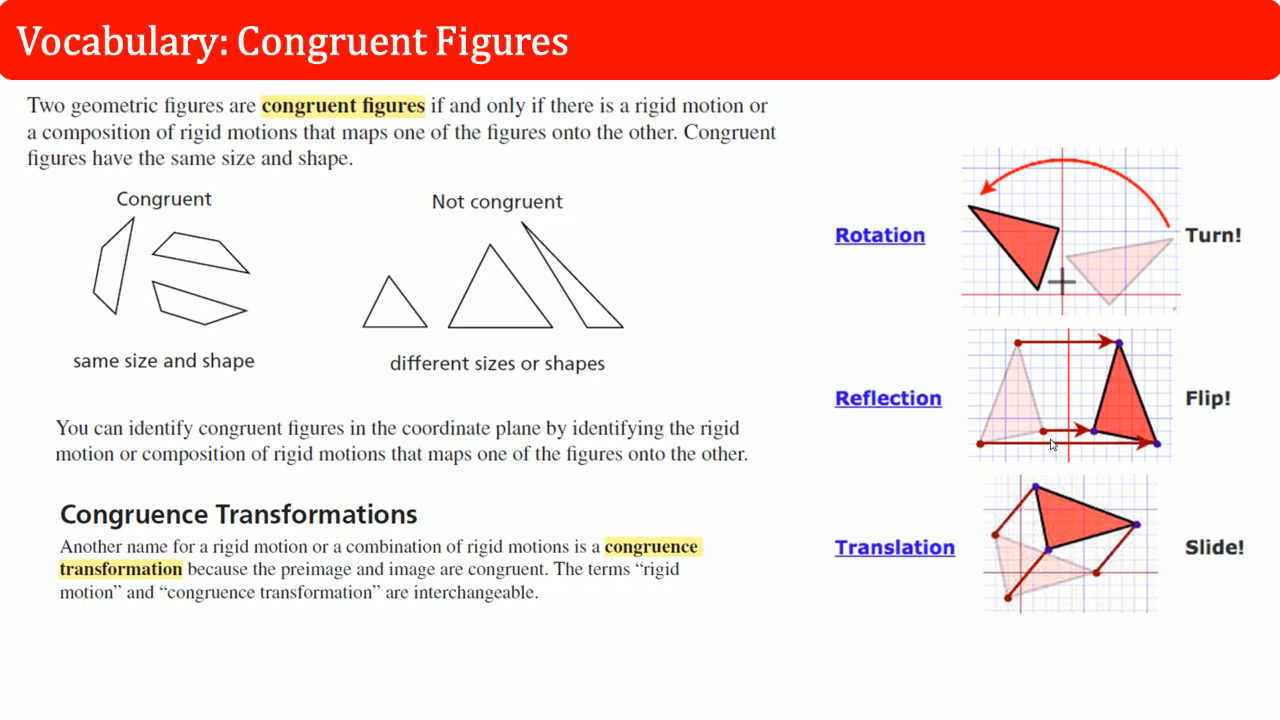 Vocabulary: Congruent Figures
Two geometric figures are congruent figures if and only if there is a rigid motion or
a composition of rigid motions that maps one of the figures onto the other. Congruent
figures have the same size and shape.
Congruent
Not congruent
same size and shape
different sizes or shapes
You can identify congruent figures in the coordinate plane by identifying the rigid
motion or composition of rigid motions that maps one of the figures onto the other.
Congruence Transformations
Another name for a rigid motion or a combination of rigid motions is a congruence
transformation because the preimage and image are congruent. The terms “rigid
motion” and “congruence transformation” are interchangeable.
Rotation
Turn!
Reflection
Flip!
Translation
Slide!